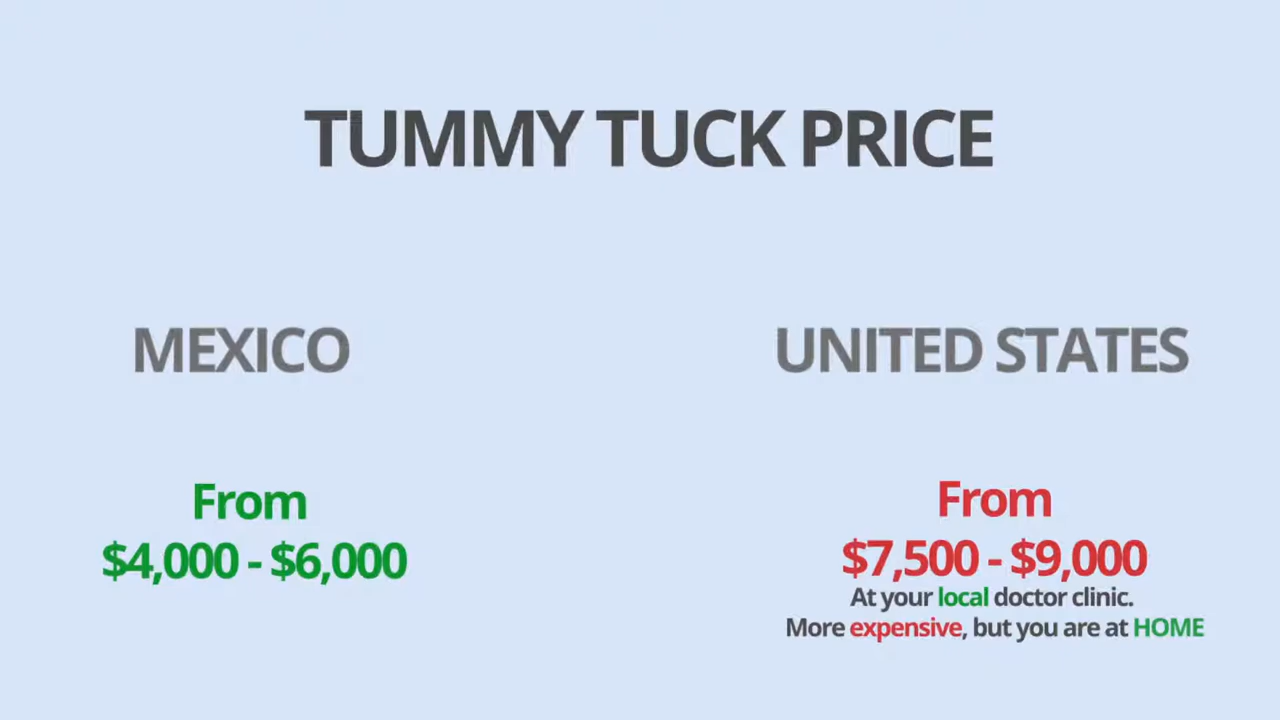 TUMMY TUCK PRICE
MEXICO
From
$4,000 - $6,000
UNITED STATES
From
$7,500 - $9,000
At your local doctor clinic.
More expensive, but you are at HOME